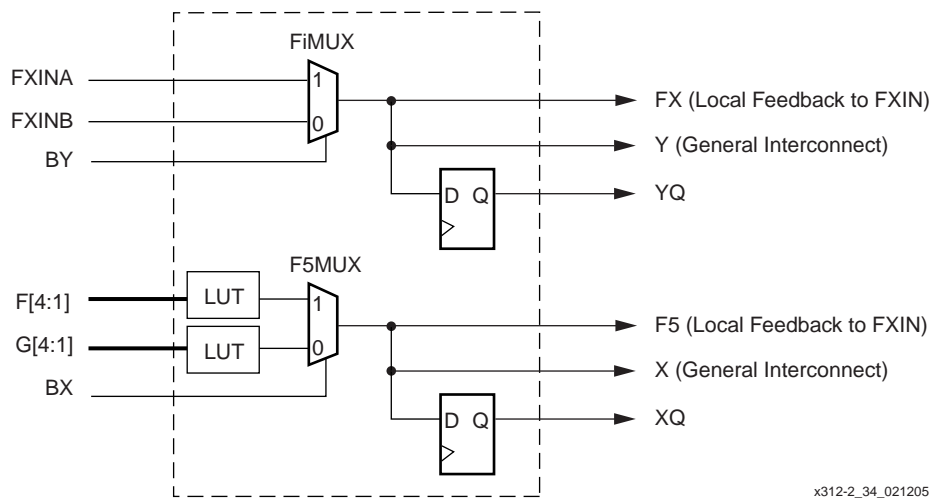 FiMUX
FXINA
1
FX (Local Feedback to FXIN)
FXINB
0
Y (General Interconnect)
BY
D Q
YQ
F5MUX
F[4:1]
LUT
1
F5 (Local Feedback to FXIN)
G[4:1]
LUT
0
X (General Interconnect)
BX
D Q
XQ
x312-2_34_021205